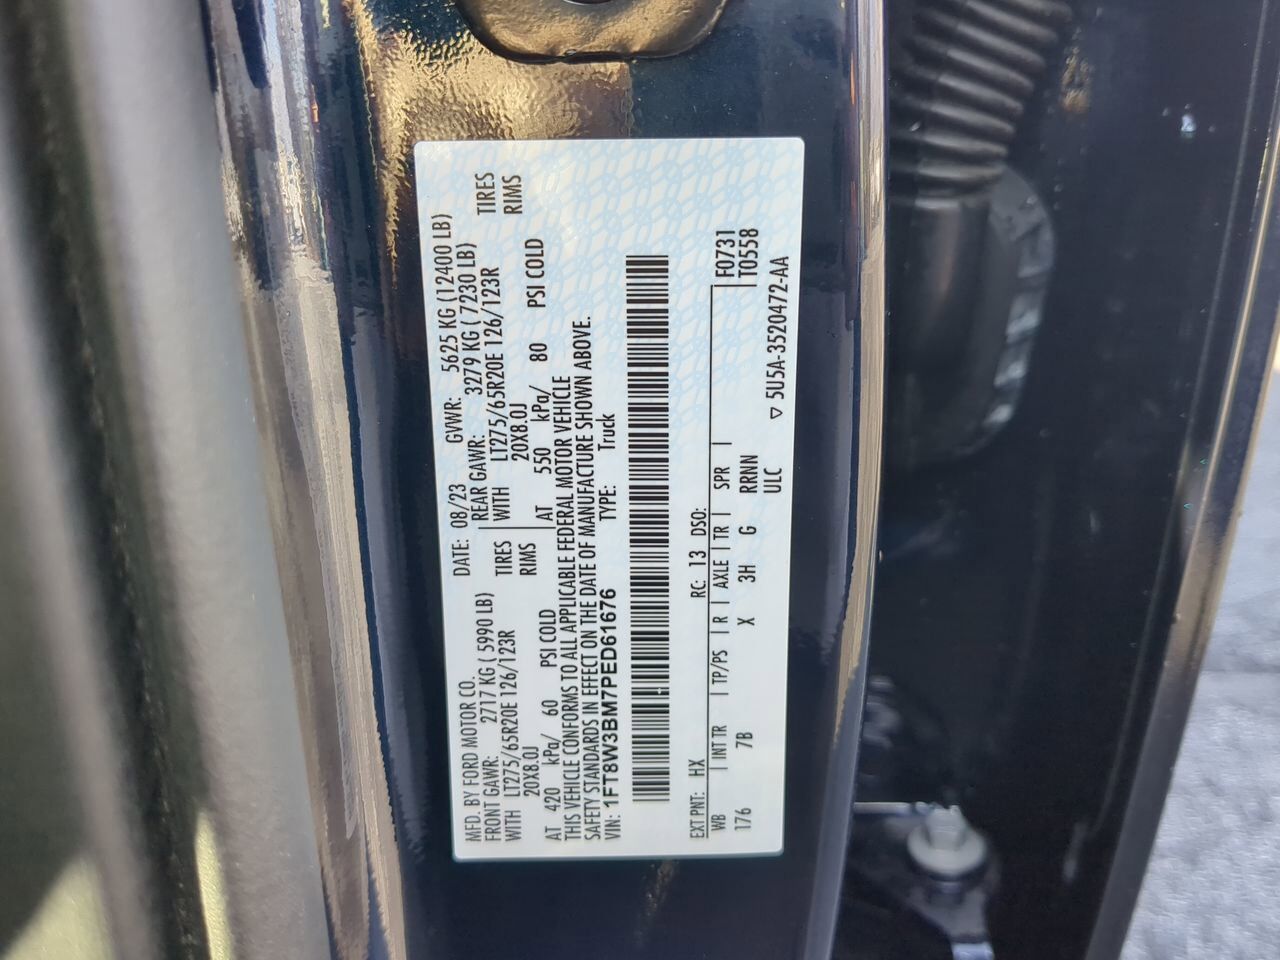 MFD. BY FORD MOTOR CO.
DATE: 08/23 GVWR: 5625 KG (12400 LB)
FRONT GAWR: 2717 KG ( 5990 LB) REAR GAWR: 3279 KG ( 7230 LB)
WITH LT275/65R20E 126/123R TIRES WITH LT275/65R20E 126/123R TIRES
20X8.0J RIMS 20X8.0J RIMS
AT 420 kPa/ 60 PSI COLD AT 550 kPa/ 80 PSI COLD
THIS VEHICLE CONFORMS TO ALL APPLICABLE FEDERAL MOTOR VEHICLE
SAFETY STANDARDS IN EFFECT ON THE DATE OF MANUFACTURE SHOWN ABOVE.
VIN: 1FT8W3BM7PED61676 TYPE: Truck
EXT PNT: HX RC: 13 DSO: F0731
WB INT TR TP/PS R AXLE TR SPR T0558
176 7B X 3H G RRNN
ULC
▽ 5U5A-3520472-AA